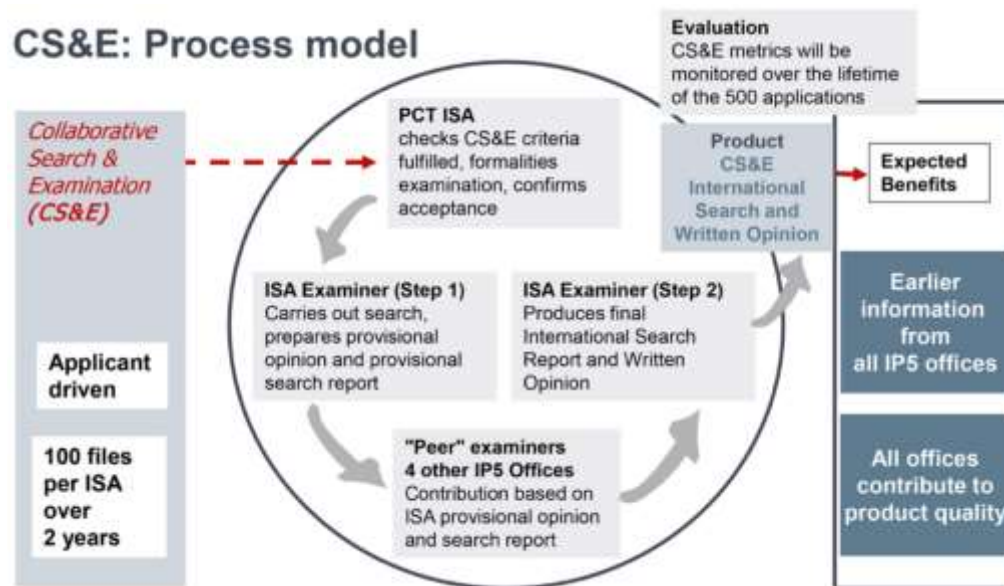 CS&E: Process model
Evaluation
CS&E metrics will be
monitored over the lifetime
of the 500 applications
Collaborative
Search &
Examination
(CS&E)
Applicant
driven
100 files
per ISA
over
2 years
PCT ISA
checks CS&E criteria
fulfilled, formalities
examination, confirms
acceptance
ISA Examiner (Step 1)
Carries out search,
prepares provisional
opinion and provisional
search report
"Peer" examiners
4 other IP5 Offices
Contribution based on
ISA provisional opinion
and search report
ISA Examiner (Step 2)
Produces final
International Search
Report and Written
Opinion
Product
CS&E
International
Search and
Written Opinion
Expected
Benefits
Earlier
information
from
all IP5 offices
All offices
contribute to
product quality